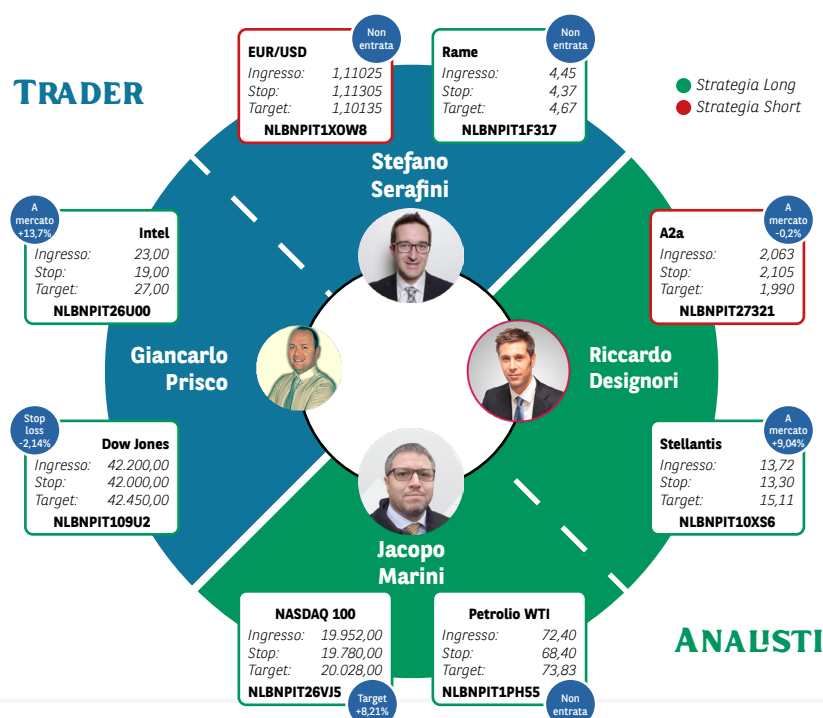 TRADER
Non
entrata
EUR/USD
Ingresso: 1,11025
Stop: 1,11305
Target: 1,10135
NLBNPIT1XOW8
Non
entrata
Rame
Ingresso: 4,45
Stop: 4,37
Target: 4,67
NLBNPIT1F317
Strategia Long
Strategia Short
Stefano
Serafini
A
mercato
+13,7%
Intel
Ingresso: 23,00
Stop: 19,00
Target: 27,00
NLBNPIT26U00
A
mercato
-0,2%
A2a
Ingresso: 2,063
Stop: 2,105
Target: 1,990
NLBNPIT27321
Giancarlo
Prisco
Riccardo
Designori
Stop
loss
-2,14%
Dow Jones
Ingresso: 42.200,00
Stop: 42.000,00
Target: 42.450,00
NLBNPIT109U2
A
mercato
+9,04%
Stellantis
Ingresso: 13,72
Stop: 13,30
Target: 15,11
NLBNPIT10XS6
Jacopo
Marini
NASDAQ 100
Ingresso: 19.952,00
Stop: 19.780,00
Target: 20.028,00
NLBNPIT26VJ5
Target
+8,21%
Petrolio WTI
Ingresso: 72,40
Stop: 68,40
Target: 73,83
NLBNPIT1PH55
Non
entrata
ANALISTI